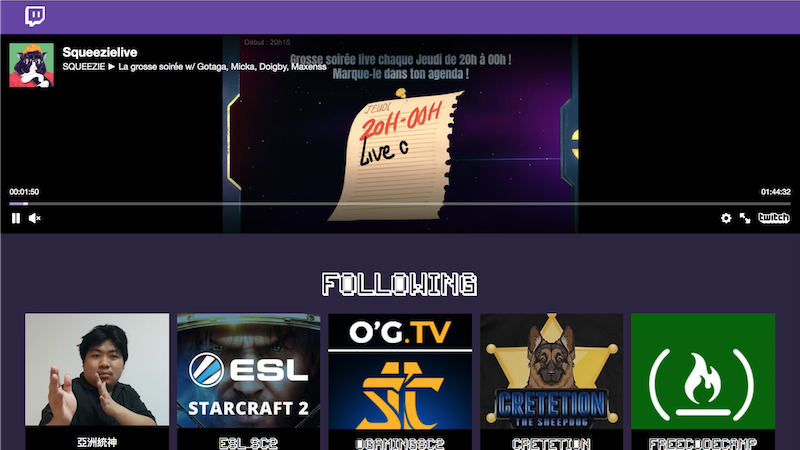 Squeezielive
SQUEEZIE ▶ La grosse soirée w/ Gotaga, Micka, Doigby, Maxenss
Début : 20h15
Grosse soirée live chaque Jeudi de 20h à 00h !
Marque-le dans ton agenda !
JEUDI
20H-00H
Live c
00:01:50
01:44:32
twitch
FOLLOWING
ESL
STARCRAFT 2
O'G.TV
SC
CRETETION
THE SHEEPDOG
亞洲統神
ESL_SC2
OGAMINGSC2
CRETETION
FREECODECAMP